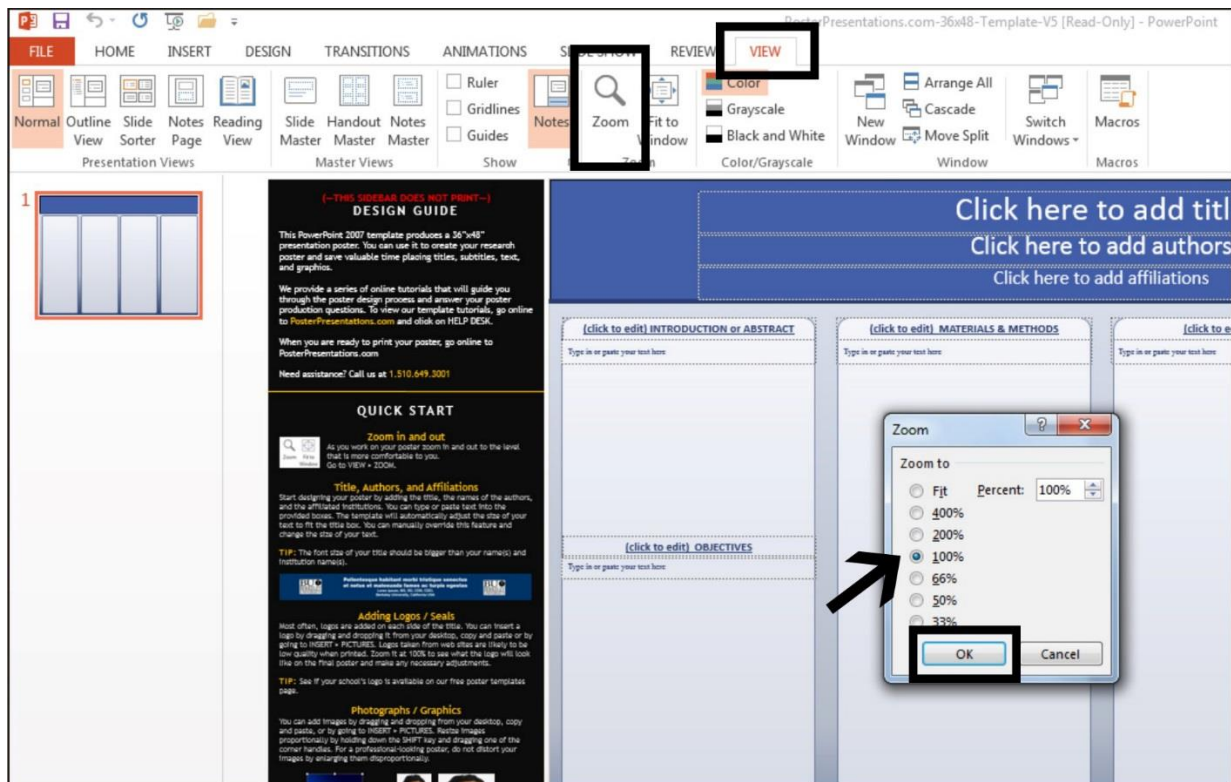 PosterPresentations.com-36x48-Template-V5 [Read-Only] - PowerPoint
FILE HOME INSERT DESIGN TRANSITIONS ANIMATIONS SLIDE SHOW REVIEW VIEW
Normal Outline View Slide Sorter Notes Page Reading View
Presentation Views
Slide Master Handout Master Notes Master
Master Views
Ruler
Gridlines
Guides
Show
Notes
Zoom
Fit to Window
Zoom
Color
Grayscale
Black and White
Color/Grayscale
New Window
Arrange All
Cascade
Move Split
Switch Windows
Window
Macros
Macros
1
(—THIS SIDEBAR DOES NOT PRINT—)
DESIGN GUIDE
This PowerPoint 2007 template produces a 36"x48"
presentation poster. You can use it to create your research
poster and save valuable time placing titles, subtitles, text,
and graphics.
We provide a series of online tutorials that will guide you
through the poster design process and answer your poster
production questions. To view our template tutorials, go online
to PosterPresentations.com and click on HELP DESK.
When you are ready to print your poster, go online to
PosterPresentations.com
Need assistance? Call us at 1.510.649.3001
QUICK START
Zoom in and out
As you work on your poster zoom in and out to the level
that is more comfortable to you.
Go to VIEW > ZOOM.
Title, Authors, and Affiliations
Start designing your poster by adding the title, the names of the authors,
and the affiliated institutions. You can type or paste text into the
provided boxes. The template will automatically adjust the size of your
text to fit the title box. You can manually override this feature and
change the size of your text.
TIP: The font size of your title should be bigger than your name(s) and
institution name(s).
Adding Logos / Seals
Most often, logos are added on each side of the title. You can insert a
logo by dragging and dropping it from your desktop, copy and paste or by
going to INSERT > PICTURES. Logos taken from web sites are likely to be
low quality when printed. Zoom it at 100% to see what the logo will look
like on the final poster and make any necessary adjustments.
TIP: See if your school's logo is available on our free poster templates
page.
Photographs / Graphics
You can add images by dragging and dropping from your desktop, copy
and paste, or by going to INSERT > PICTURES. Resize images
proportionally by holding down the SHIFT key and dragging one of the
corner handles. For a professional-looking poster, do not distort your
images by enlarging them disproportionally.
Click here to add titl
Click here to add authors
Click here to add affiliations
(click to edit) INTRODUCTION or ABSTRACT
Type in or paste your text here
(click to edit) OBJECTIVES
Type in or paste your text here
(click to edit) MATERIALS & METHODS
Type in or paste your text here
(click to e
Type in or paste your text here
Zoom
Zoom to
Fit Percent: 100%
400%
200%
100%
66%
50%
33%
OK Cancel